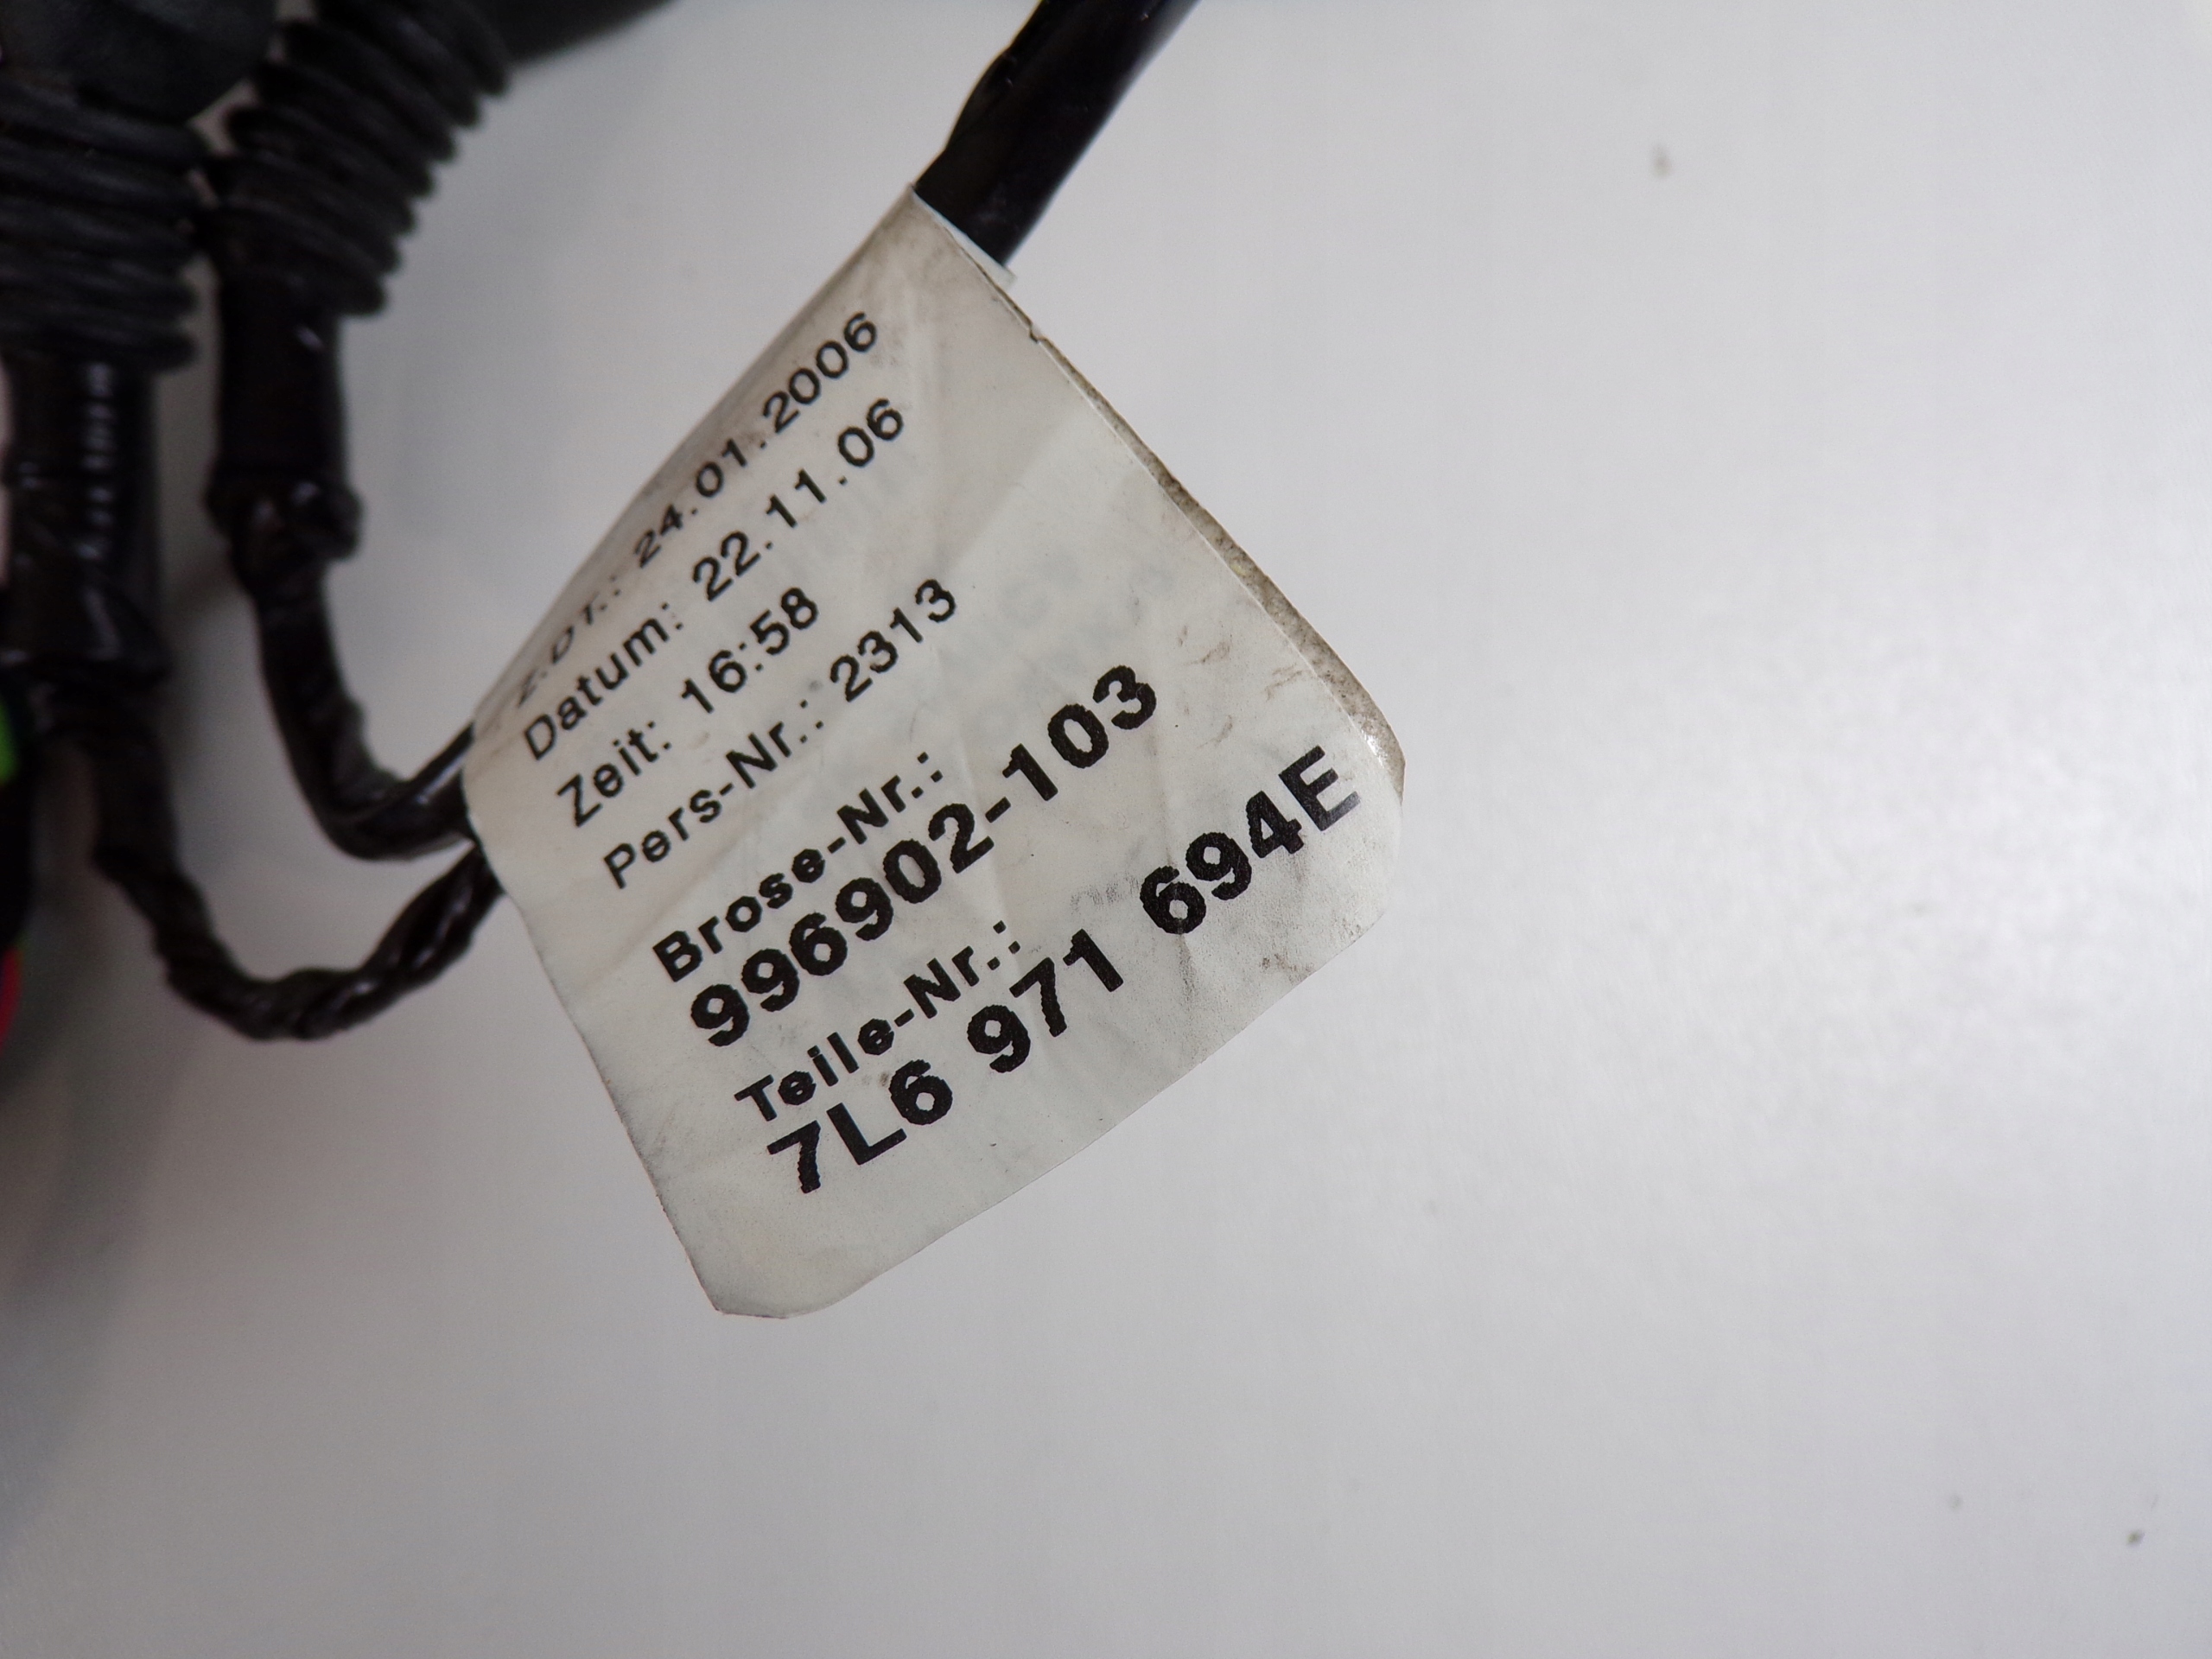 Z.DT.: 24.01.2006
Datum: 22.11.06
Zeit: 16:58
Pers-Nr.: 2313
Brose-Nr.:
996902-103
Teile-Nr.:
7L6 971 694E